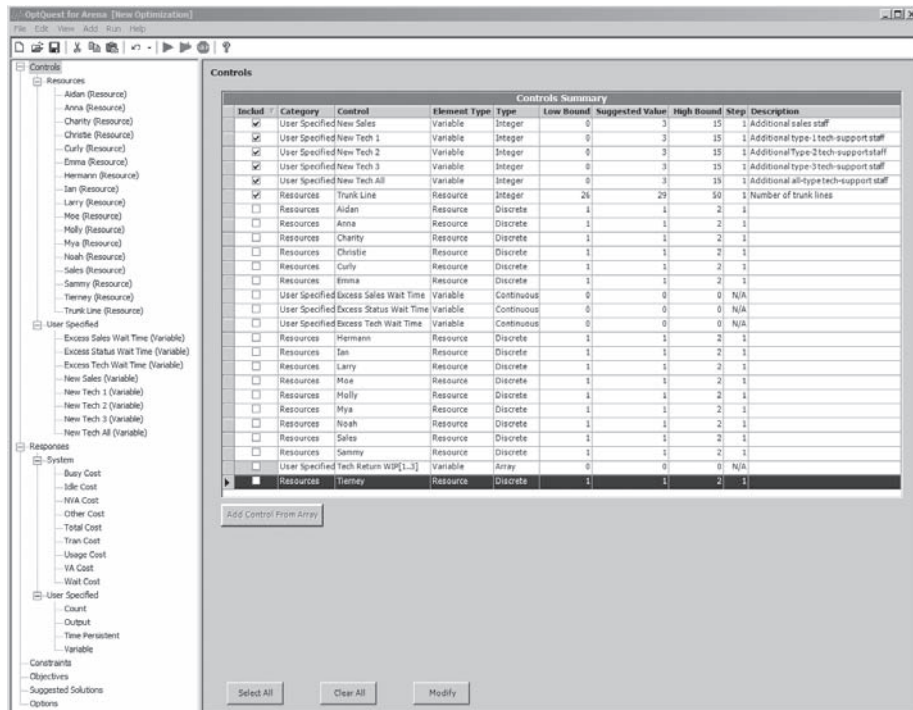 OptQuest for Arena [New Optimization]
File Edit View Add Run Help
Controls
Resources
Aidan (Resource)
Anna (Resource)
Charity (Resource)
Christie (Resource)
Curly (Resource)
Emma (Resource)
Hermann (Resource)
Ian (Resource)
Larry (Resource)
Moe (Resource)
Molly (Resource)
Mya (Resource)
Noah (Resource)
Sales (Resource)
Sammy (Resource)
Tierney (Resource)
Trunk Line (Resource)
User Specified
Excess Sales Wait Time (Variable)
Excess Status Wait Time (Variable)
Excess Tech Wait Time (Variable)
New Sales (Variable)
New Tech 1 (Variable)
New Tech 2 (Variable)
New Tech 3 (Variable)
New Tech All (Variable)
Responses
System
Busy Cost
Idle Cost
NVA Cost
Other Cost
Total Cost
Tran Cost
Usage Cost
VA Cost
Wait Cost
User Specified
Count
Output
Time Persistent
Variable
Constraints
Objectives
Suggested Solutions
Options
Controls
Controls Summary
Includ Category Control Element Type Type Low Bound Suggested Value High Bound Step Description
User Specified New Sales Variable Integer 0 3 15 1 Additional sales staff
User Specified New Tech 1 Variable Integer 0 3 15 1 Additional type-1 tech-support staff
User Specified New Tech 2 Variable Integer 0 3 15 1 Additional Type-2 tech-support staff
User Specified New Tech 3 Variable Integer 0 3 15 1 Additional Type-3 tech-support staff
User Specified New Tech All Variable Integer 0 3 15 1 Additional all-type tech-support staff
Resources Trunk Line Resource Integer 26 29 50 1 Number of trunk lines
Resources Aidan Resource Discrete 1 1 2 1
Resources Anna Resource Discrete 1 1 2 1
Resources Charity Resource Discrete 1 1 2 1
Resources Christie Resource Discrete 1 1 2 1
Resources Curly Resource Discrete 1 1 2 1
Resources Emma Resource Discrete 1 1 2 1
User Specified Excess Sales Wait Time Variable Continuous 0 0 0 N/A
User Specified Excess Status Wait Time Variable Continuous 0 0 0 N/A
User Specified Excess Tech Wait Time Variable Continuous 0 0 0 N/A
Resources Hermann Resource Discrete 1 1 2 1
Resources Ian Resource Discrete 1 1 2 1
Resources Larry Resource Discrete 1 1 2 1
Resources Moe Resource Discrete 1 1 2 1
Resources Molly Resource Discrete 1 1 2 1
Resources Mya Resource Discrete 1 1 2 1
Resources Noah Resource Discrete 1 1 2 1
Resources Sales Resource Discrete 1 1 2 1
Resources Sammy Resource Discrete 1 1 2 1
User Specified Tech Return WIP[1..3] Variable Array 0 0 0 N/A
Resources Tierney Resource Discrete 1 1 2 1
Add Control From Array
Select All Clear All Modify